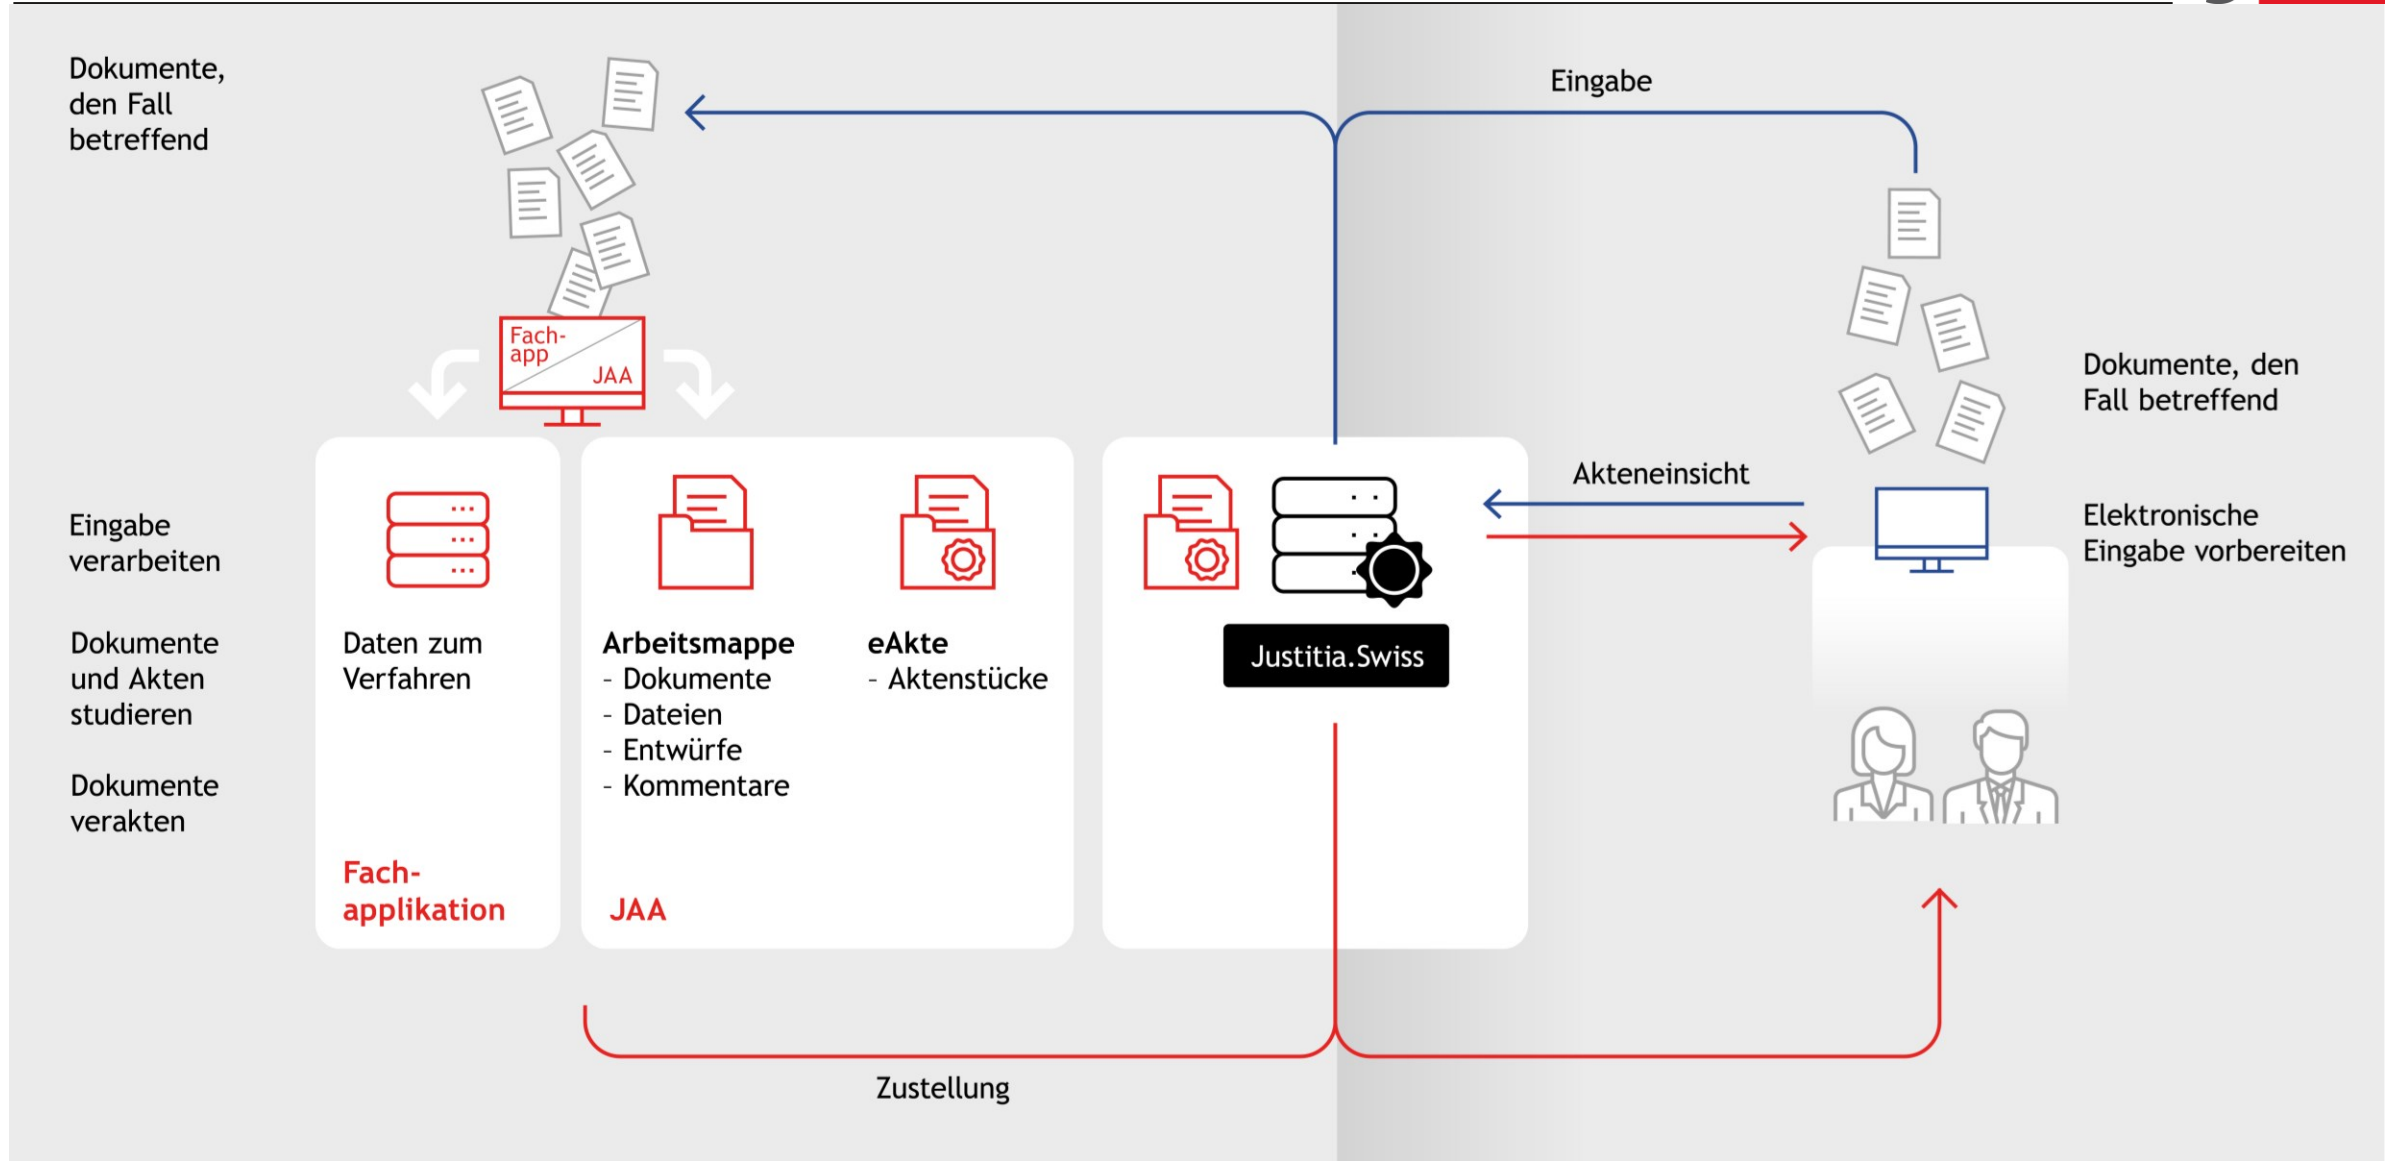 Dokumente,
den Fall
betreffend
Eingabe
Fach-
app
JAA
Dokumente, den
Fall betreffend
Akteneinsicht
Elektronische
Eingabe vorbereiten
Eingabe
verarbeiten
Dokumente
und Akten
studieren
Dokumente
verakten
Daten zum
Verfahren
Fach-
applikation
Arbeitsmappe
- Dokumente
- Dateien
- Entwürfe
- Kommentare
eAkte
- Aktenstücke
JAA
Justitia.Swiss
Zustellung